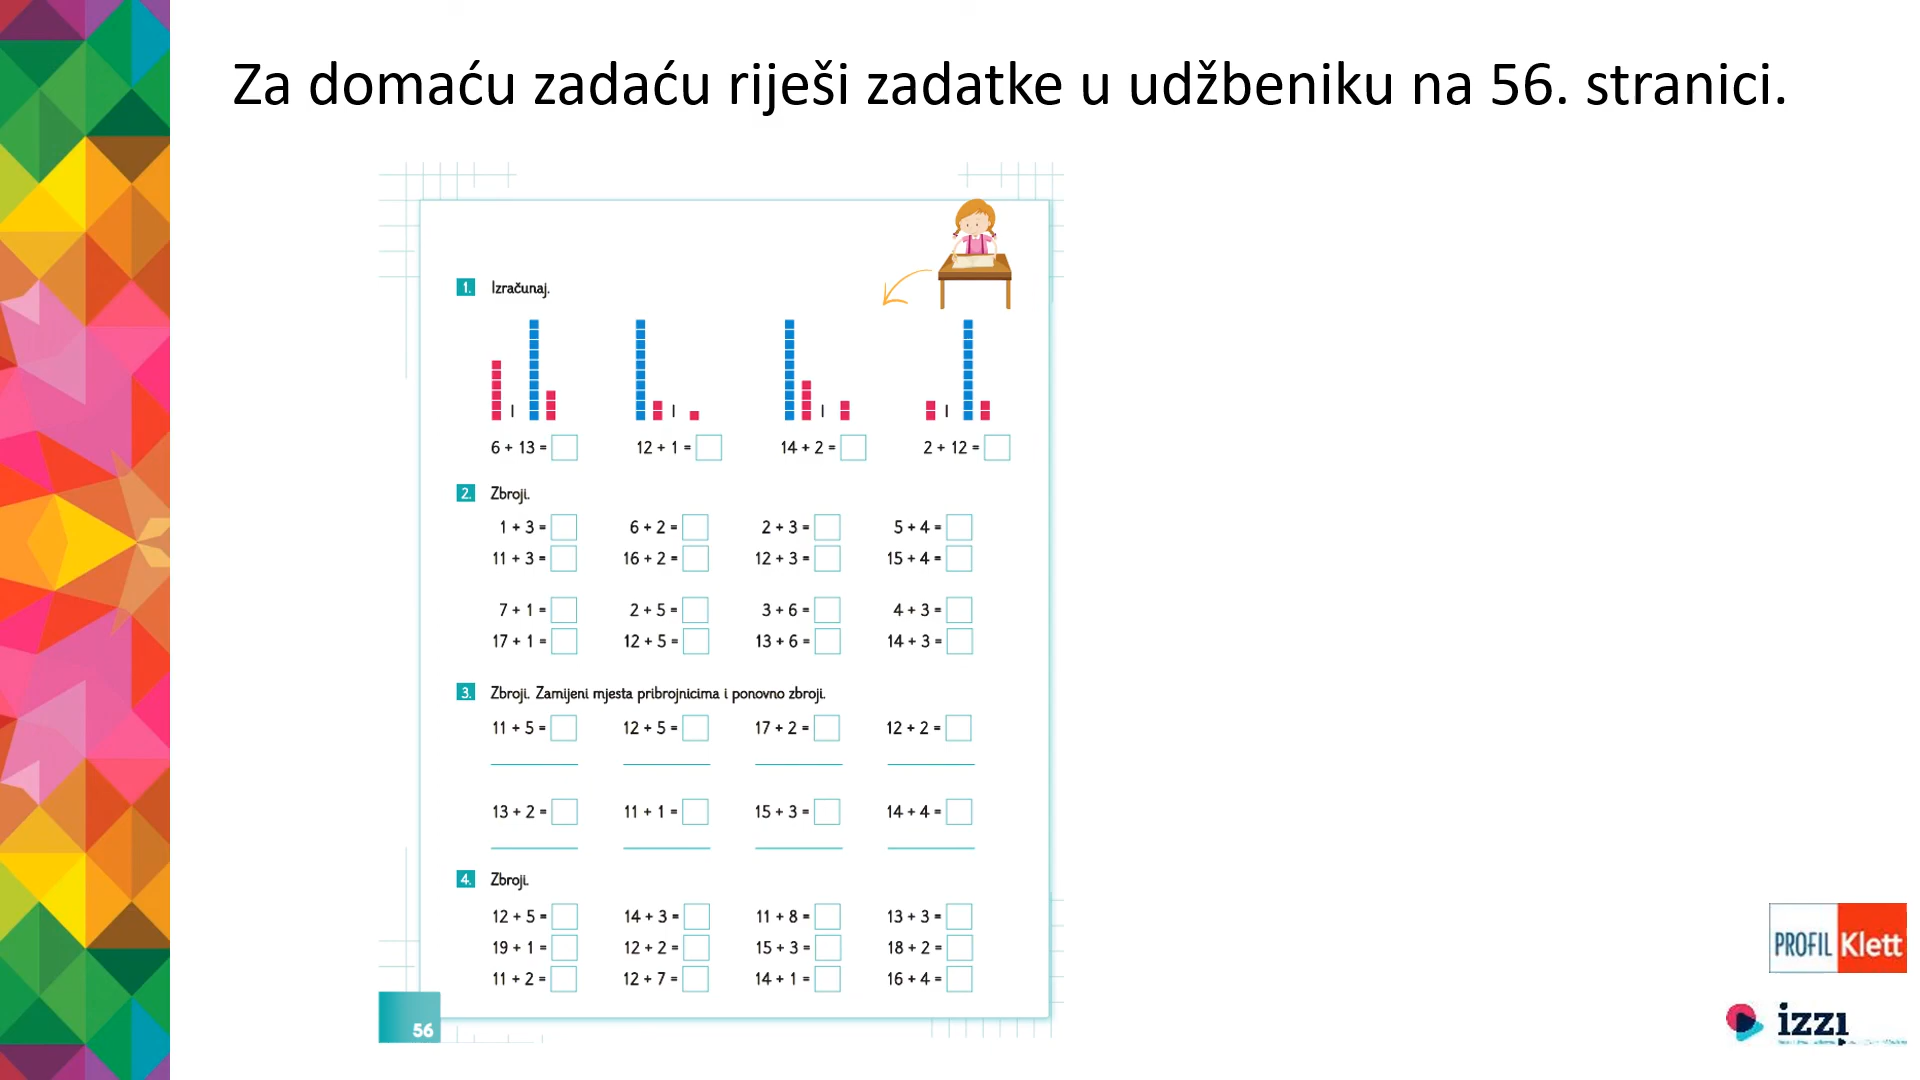 Za domaću zadaću riješi zadatke u udžbeniku na 56. stranici.
1. Izračunaj.
I I I I
6 + 13 = 12 + 1 = 14 + 2 = 2 + 12 =
2. Zbroji.
1 + 3 = 6 + 2 = 2 + 3 = 5 + 4 =
11 + 3 = 16 + 2 = 12 + 3 = 15 + 4 =
7 + 1 = 2 + 5 = 3 + 6 = 4 + 3 =
17 + 1 = 12 + 5 = 13 + 6 = 14 + 3 =
3. Zbroji. Zamijeni mjesta pribrojnicima i ponovno zbroji.
11 + 5 = 12 + 5 = 17 + 2 = 12 + 2 =
13 + 2 = 11 + 1 = 15 + 3 = 14 + 4 =
4. Zbroji.
12 + 5 = 14 + 3 = 11 + 8 = 13 + 3 =
19 + 1 = 12 + 2 = 15 + 3 = 18 + 2 =
11 + 2 = 12 + 7 = 14 + 1 = 16 + 4 =
56
PROFIL Klett
izzi